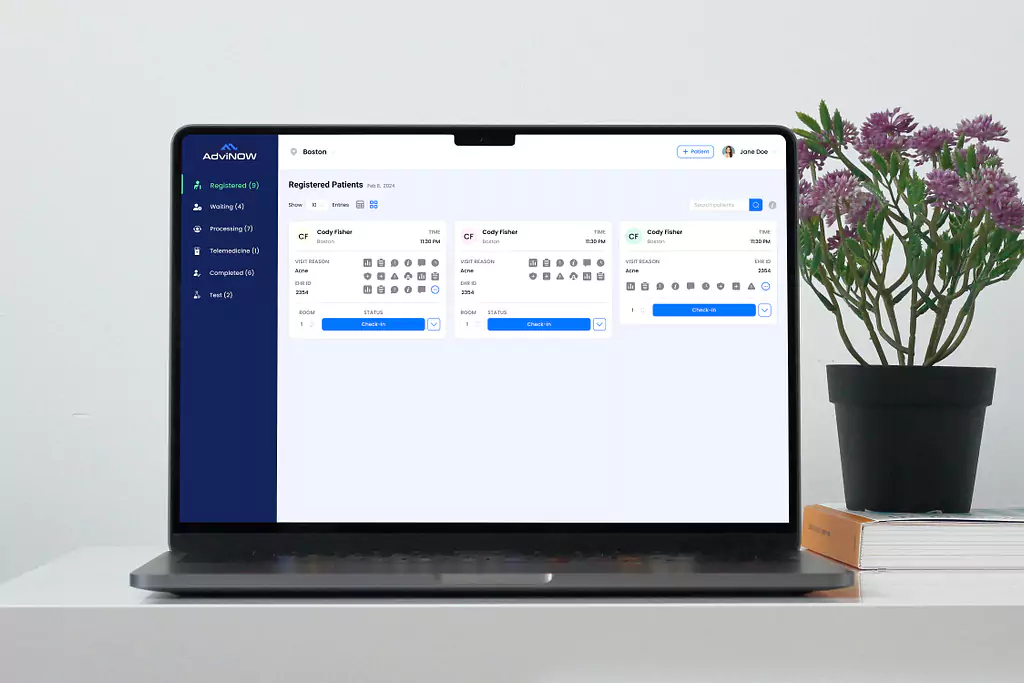 AdviNOW
Registered (9)
Waiting (4)
Processing (7)
Telemedicine (1)
Completed (6)
Test (2)
Boston
+ Patient
Jane Doe
Registered Patients Feb 8, 2024
Show 10 Entries
Search patients
CF Cody Fisher TIME
Boston 11:30 PM
VISIT REASON
Acne
EHR ID
2354
ROOM STATUS
1 Check-in
CF Cody Fisher TIME
Boston 11:30 PM
VISIT REASON
Acne
EHR ID
2354
ROOM STATUS
1 Check-in
CF Cody Fisher TIME
Boston 11:30 PM
VISIT REASON EHR ID
Acne 2354
1 Check-in